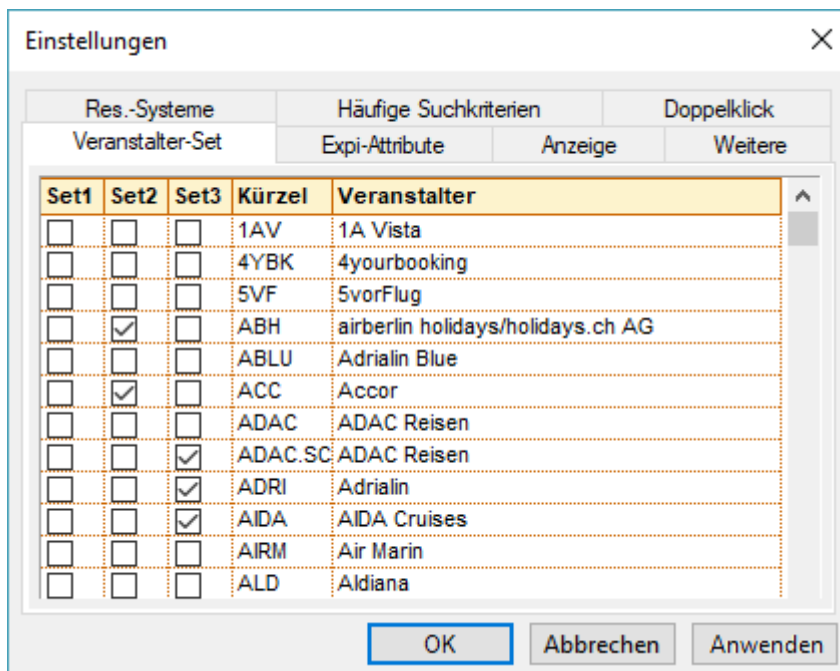 Einstellungen
Res.-Systeme Häufige Suchkriterien Doppelklick
Veranstalter-Set Expi-Attribute Anzeige Weitere
Set1 Set2 Set3 Kürzel Veranstalter
1AV 1A Vista
4YBK 4yourbooking
5VF 5vorFlug
ABH airberlin holidays/holidays.ch AG
ABLU Adrialin Blue
ACC Accor
ADAC ADAC Reisen
ADAC.SC ADAC Reisen
ADRI Adrialin
AIDA AIDA Cruises
AIRM Air Marin
ALD Aldiana
OK Abbrechen Anwenden